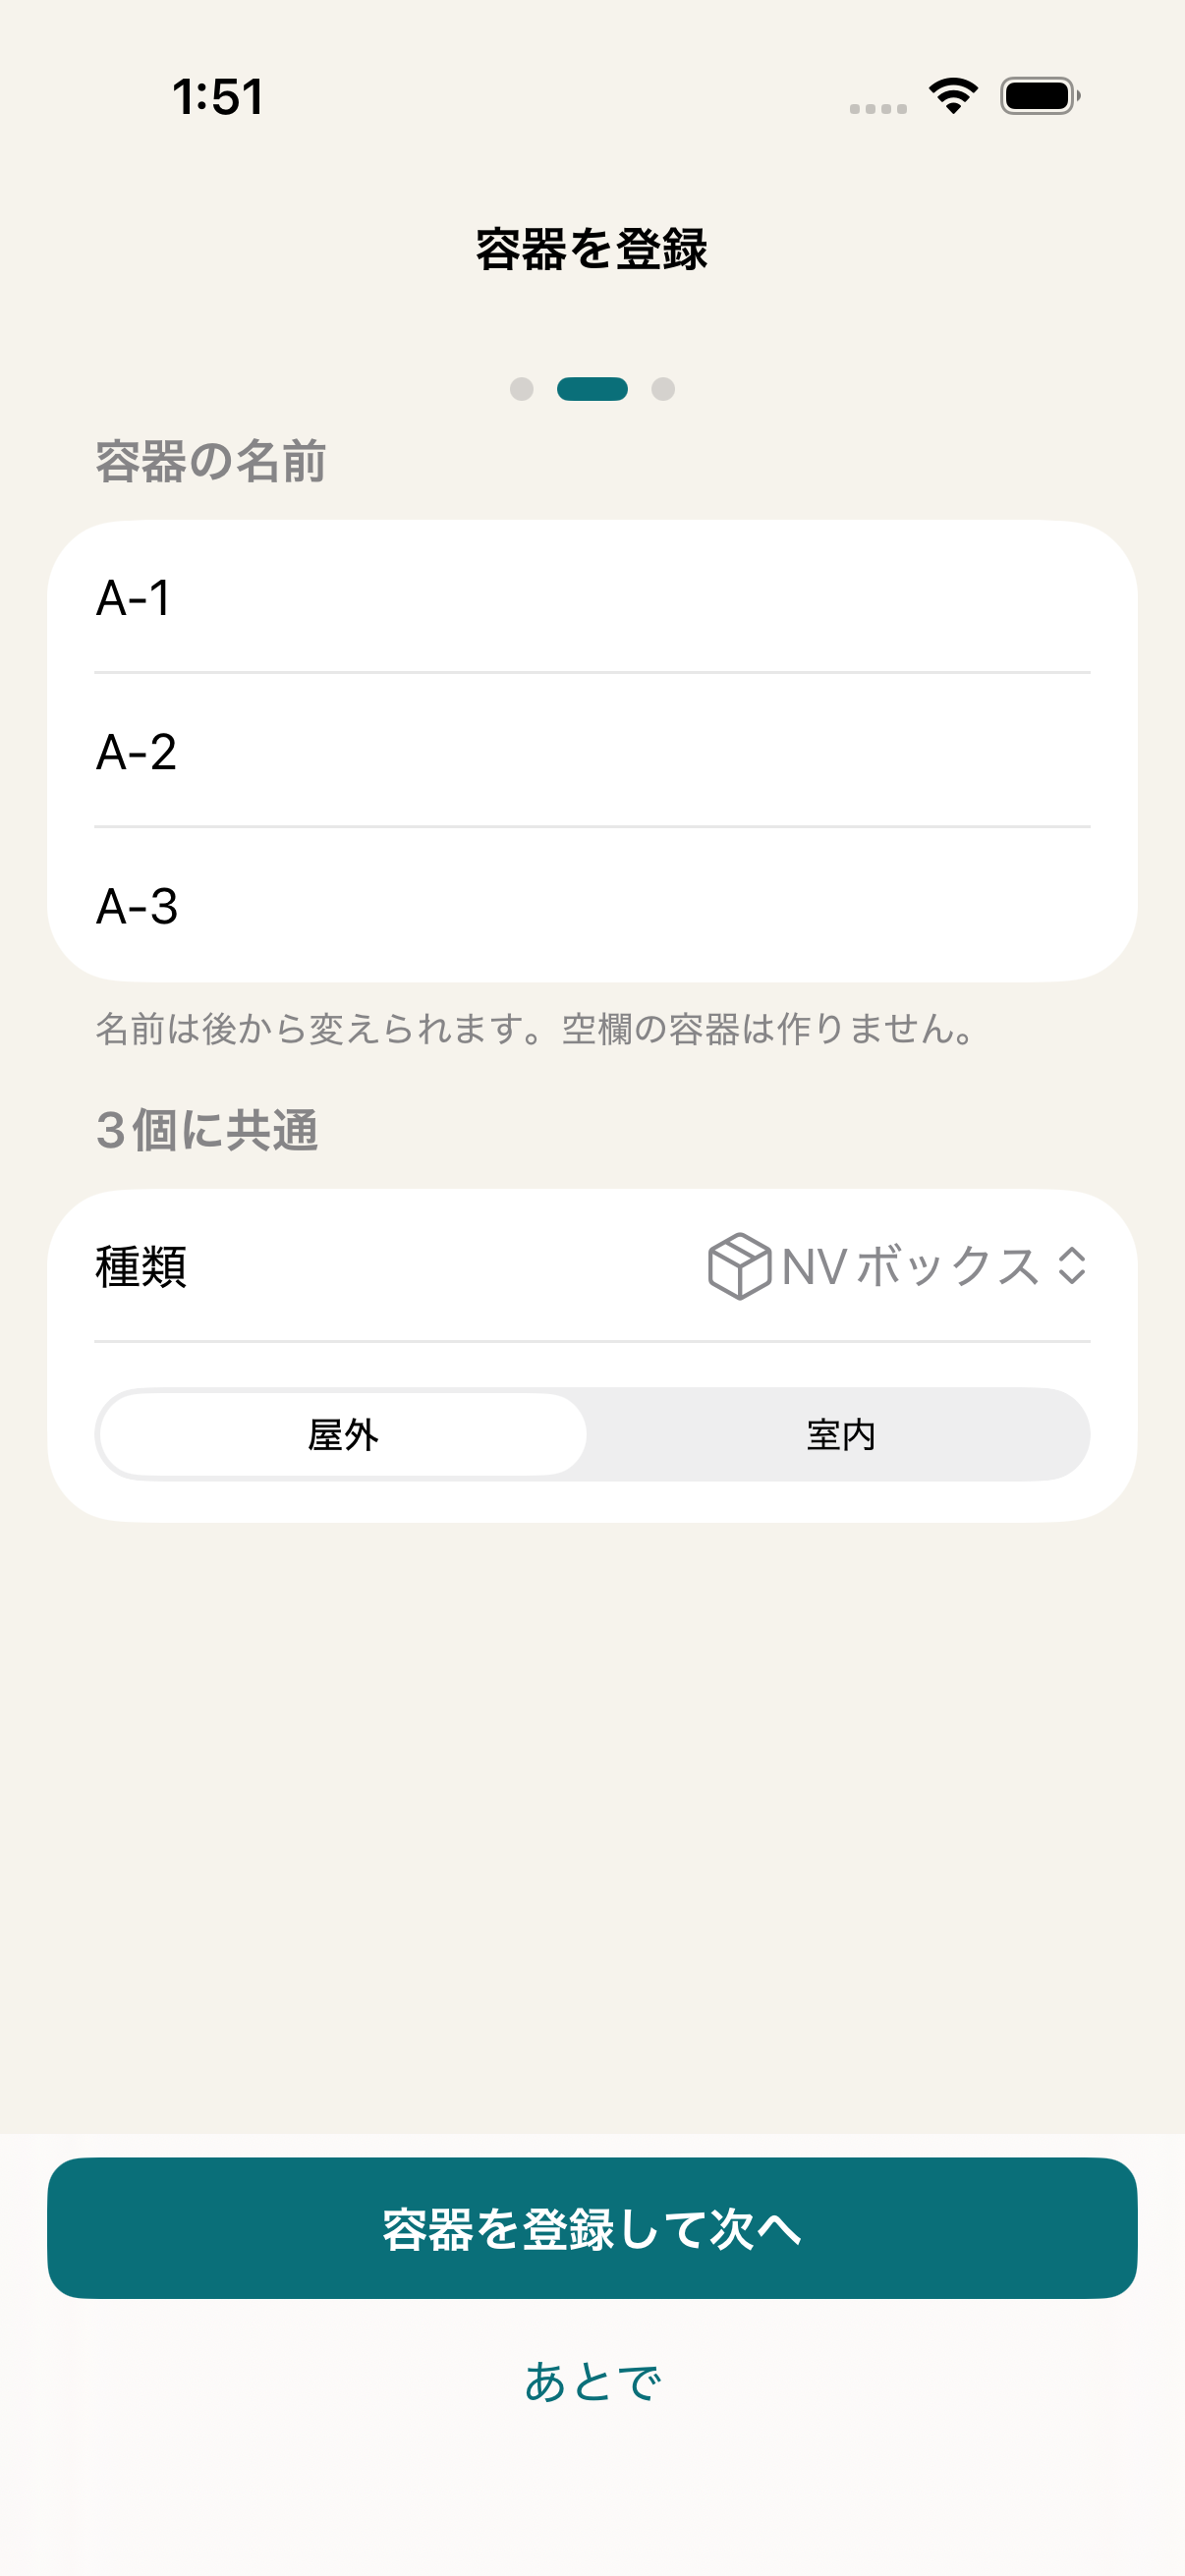 1:51
容器を登録
容器の名前
A-1
A-2
A-3
名前は後から変えられます。空欄の容器は作りません。
3個に共通
種類 NVボックス
屋外 室内
容器を登録して次へ
あとで